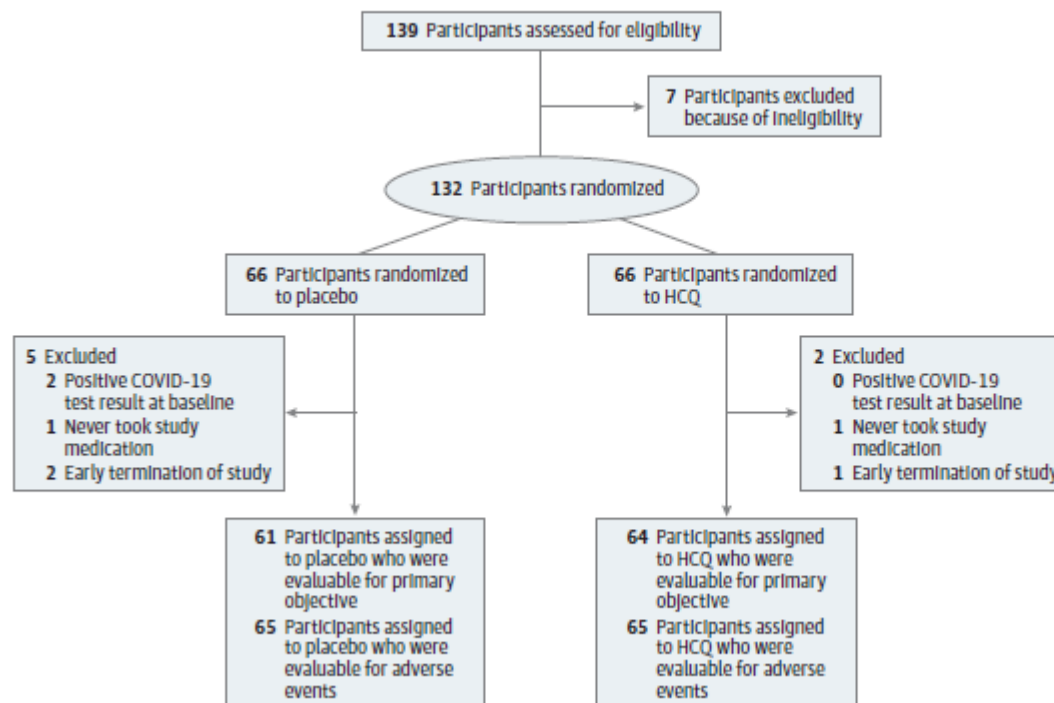 139 Participants assessed for eligibility
7 Participants excluded
because of ineligibility
132 Participants randomized
66 Participants randomized
to placebo
66 Participants randomized
to HCQ
5 Excluded
2 Positive COVID-19
test result at baseline
1 Never took study
medication
2 Early termination of study
2 Excluded
0 Positive COVID-19
test result at baseline
1 Never took study
medication
1 Early termination of study
61 Participants assigned
to placebo who were
evaluable for primary
objective
65 Participants assigned
to placebo who were
evaluable for adverse
events
64 Participants assigned
to HCQ who were
evaluable for primary
objective
65 Participants assigned
to HCQ who were
evaluable for adverse
events